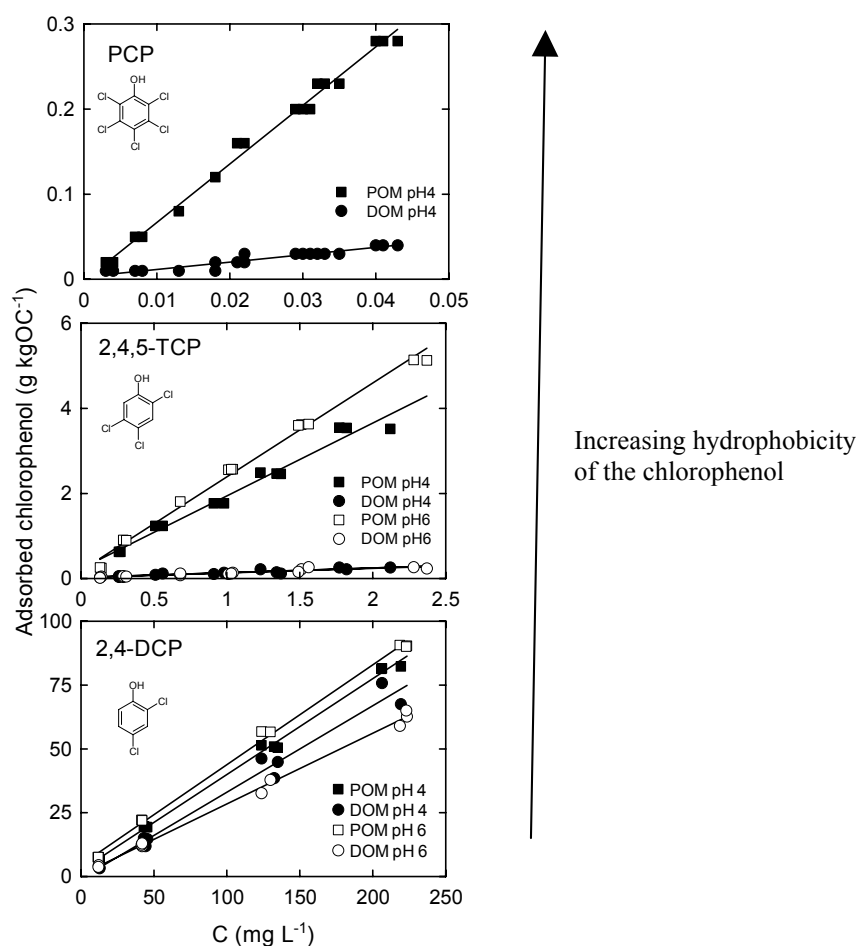 Adsorbed chlorophenol (g kgOC⁻¹)
0.3
0.2
0.1
0
PCP
OH
Cl
Cl
Cl
Cl
Cl
POM pH4
DOM pH4
0 0.01 0.02 0.03 0.04 0.05
6
4
2
0
2,4,5-TCP
OH
Cl
Cl
Cl
POM pH4
DOM pH4
POM pH6
DOM pH6
0 0.5 1 1.5 2 2.5
100
75
50
25
0
2,4-DCP
OH
Cl
Cl
POM pH 4
DOM pH 4
POM pH 6
DOM pH 6
0 50 100 150 200 250
C (mg L⁻¹)
Increasing hydrophobicity
of the chlorophenol